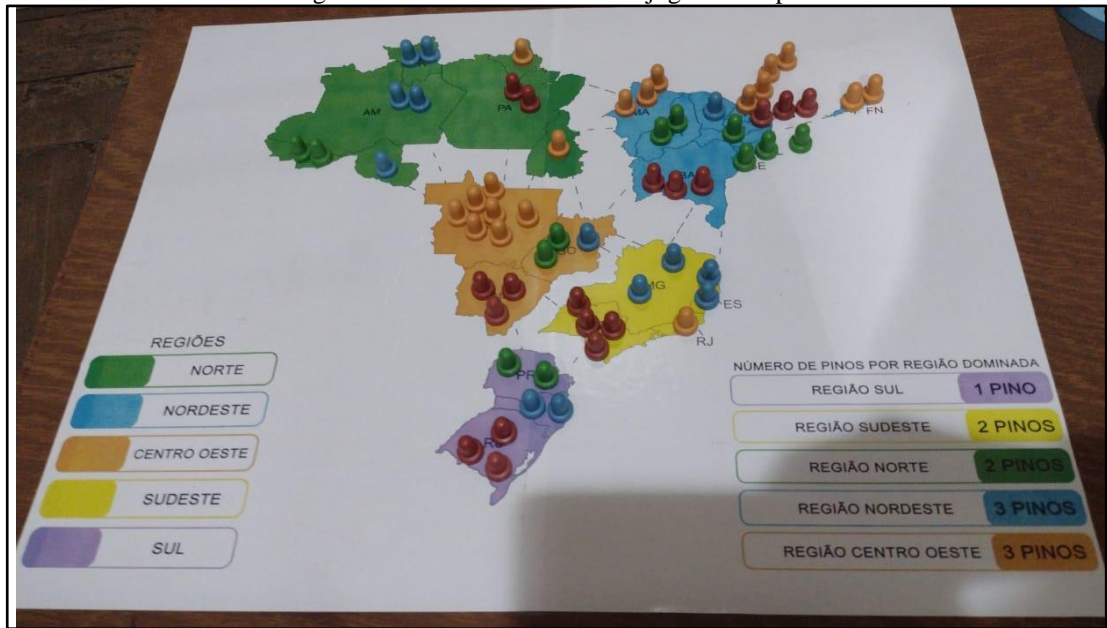 AM
PA
MA
FN
BA
GO
MG
ES
RJ
PR
RS
REGIÕES
NORTE
NORDESTE
CENTRO OESTE
SUDESTE
SUL
NÚMERO DE PINOS POR REGIÃO DOMINADA
REGIÃO SUL 1 PINO
REGIÃO SUDESTE 2 PINOS
REGIÃO NORTE 2 PINOS
REGIÃO NORDESTE 3 PINOS
REGIÃO CENTRO OESTE 3 PINOS